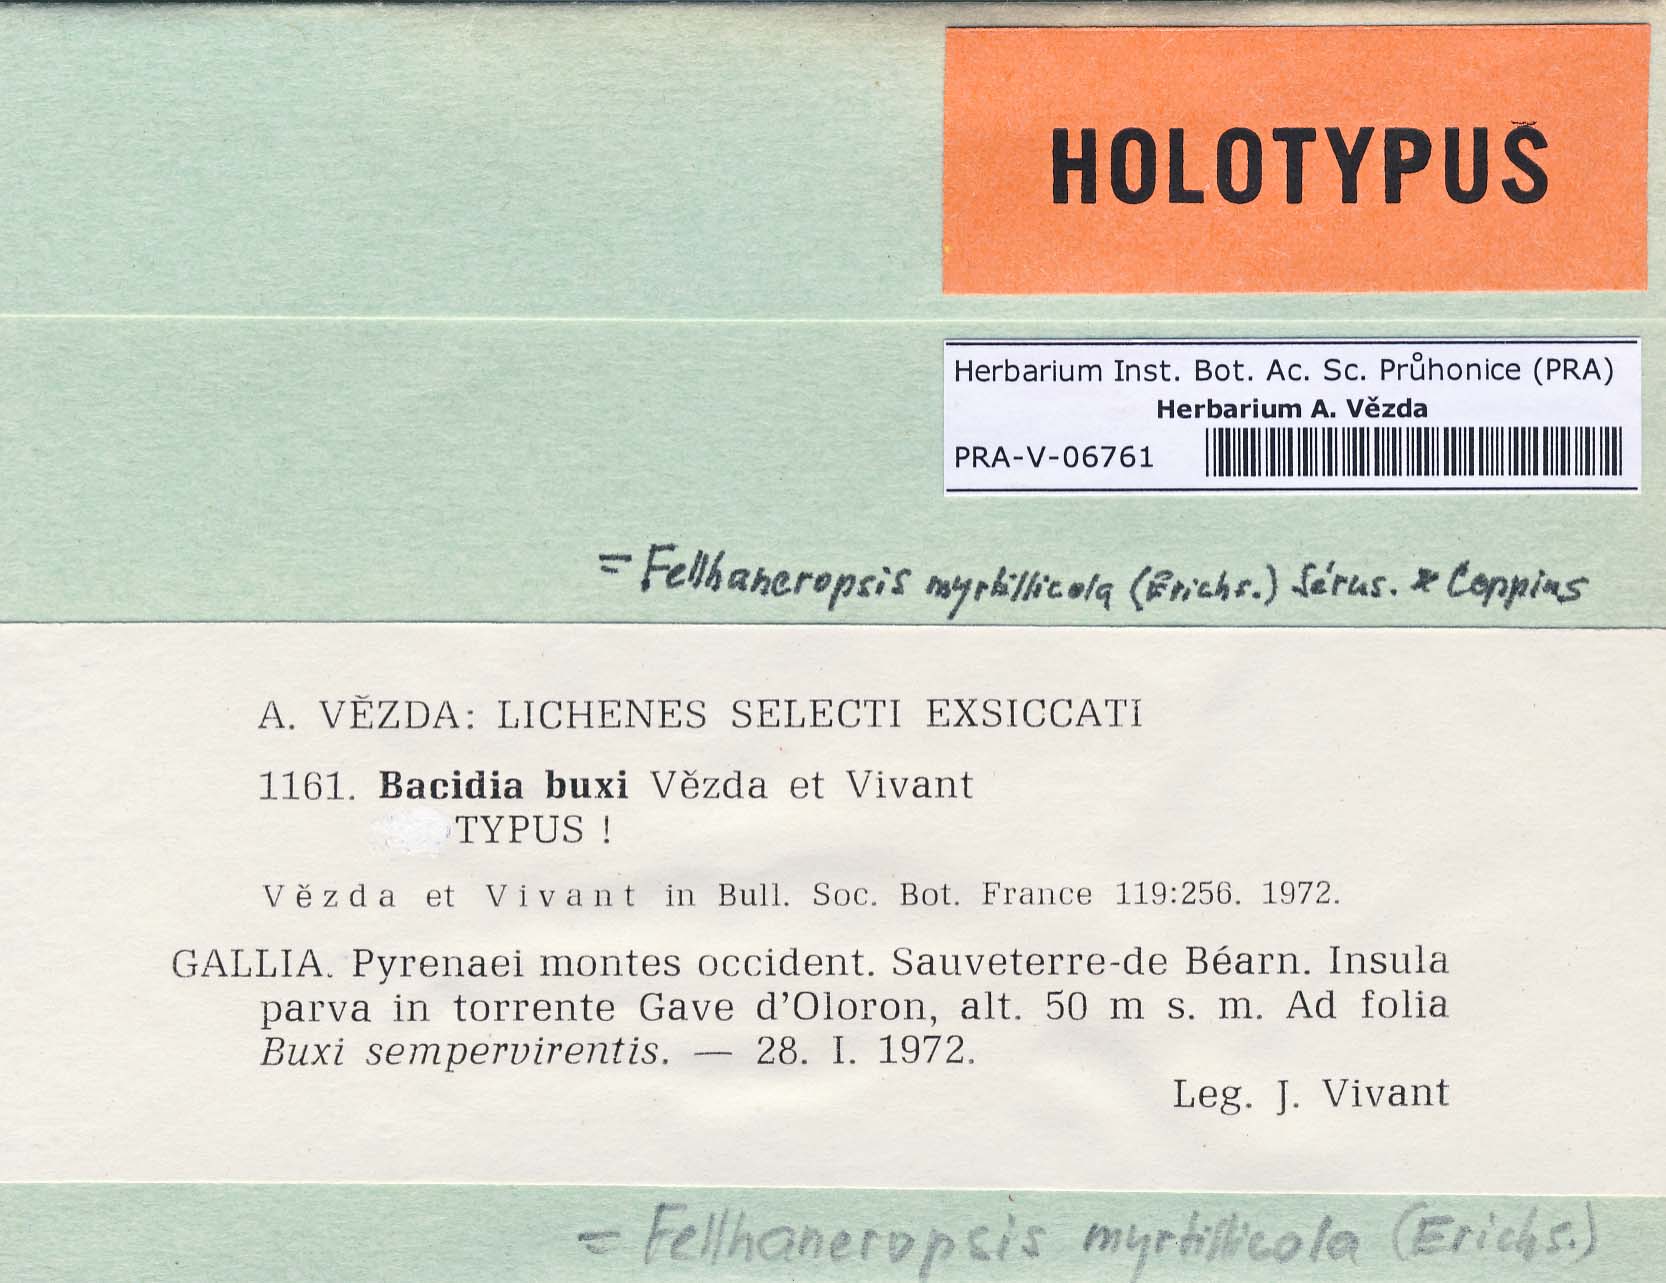 HOLOTYPUS
Herbarium Inst. Bot. Ac. Sc. Průhonice (PRA)
Herbarium A. Vězda
PRA-V-06761
= Fellhaneropsis myrtillicola (Erichs.) Sérus. & Coppins
A. VĚZDA: LICHENES SELECTI EXSICCATI
1161. Bacidia buxi Vězda et Vivant
TYPUS !
Vězda et Vivant in Bull. Soc. Bot. France 119:256. 1972.
GALLIA. Pyrenaei montes occident. Sauveterre-de Béarn. Insula
parva in torrente Gave d'Oloron, alt. 50 m s. m. Ad folia
Buxi sempervirentis. — 28. I. 1972.
Leg. J. Vivant
= Fellhaneropsis myrtillicola (Erichs.)